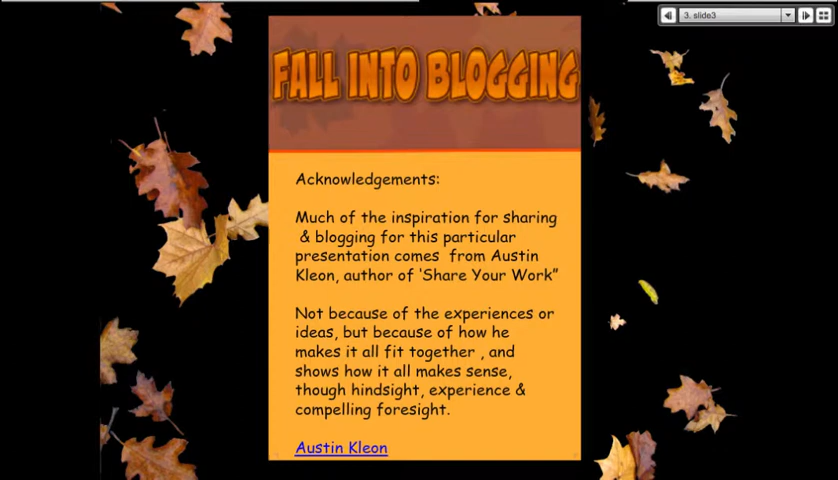 3. slide3
FALL INTO BLOGGING
Acknowledgements:
Much of the inspiration for sharing
& blogging for this particular
presentation comes from Austin
Kleon, author of ‘Share Your Work”
Not because of the experiences or
ideas, but because of how he
makes it all fit together , and
shows how it all makes sense,
though hindsight, experience &
compelling foresight.
Austin Kleon